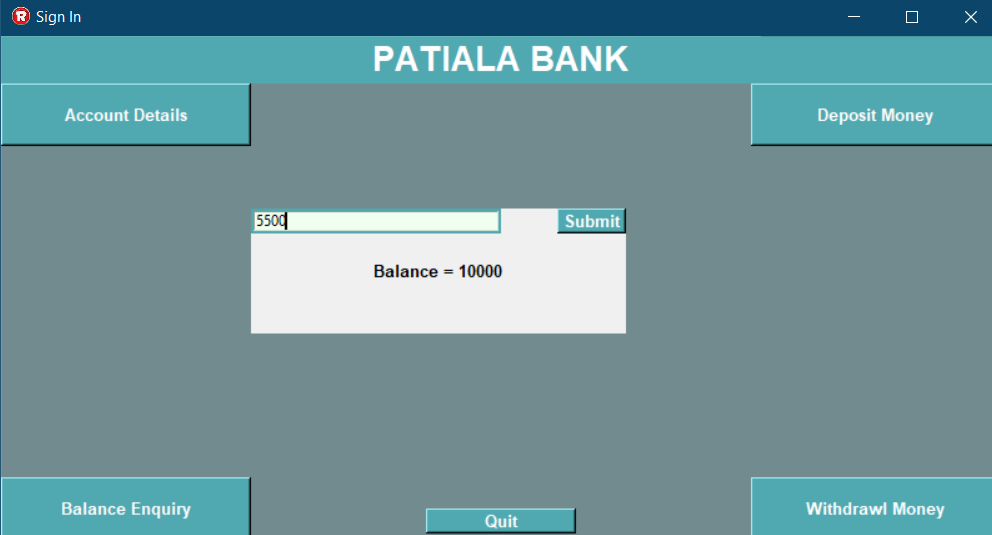 Sign In
PATIALA BANK
Account Details
Deposit Money
5500
Submit
Balance = 10000
Balance Enquiry
Withdrawl Money
Quit